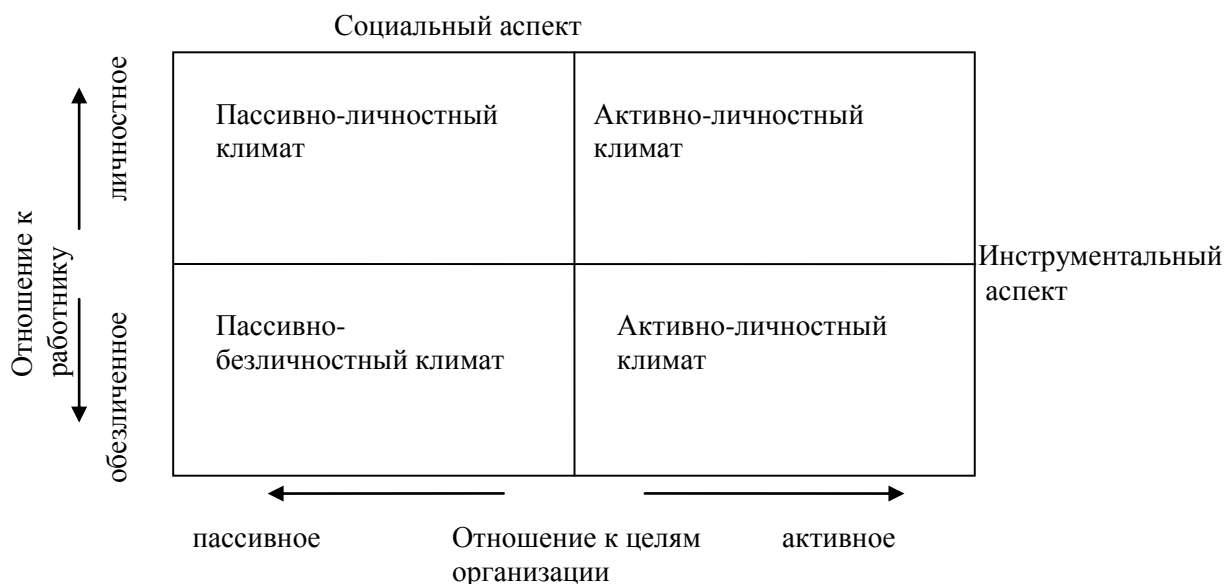 Социальный аспект
личностное
Пассивно-личностный
климат
Активно-личностный
климат
Отношение к
работнику
Инструментальный
аспект
обезличенное
Пассивно-
безличностный климат
Активно-личностный
климат
пассивное
Отношение к целям
организации
активное